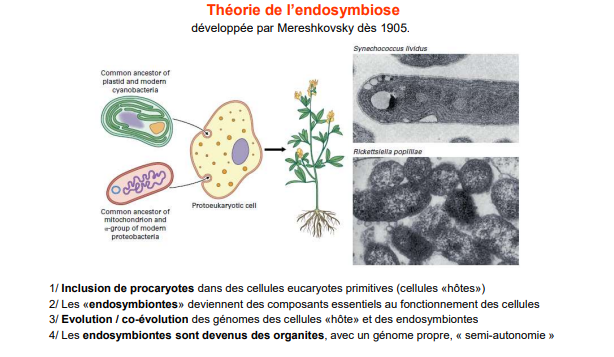 Théorie de l'endosymbiose
développée par Mereshkovsky dès 1905.
Synechococcus lividus
Common ancestor of
plastid and modern
cyanobacteria
Protoeukaryotic cell
Common ancestor of
mitochondrion and
α-group of modern
proteobacteria
Rickettsiella popilliae
1/ Inclusion de procaryotes dans des cellules eucaryotes primitives (cellules «hôtes»)
2/ Les «endosymbiontes» deviennent des composants essentiels au fonctionnement des cellules
3/ Evolution / co-évolution des génomes des cellules «hôte» et des endosymbiontes
4/ Les endosymbiontes sont devenus des organites, avec un génome propre, « semi-autonomie »